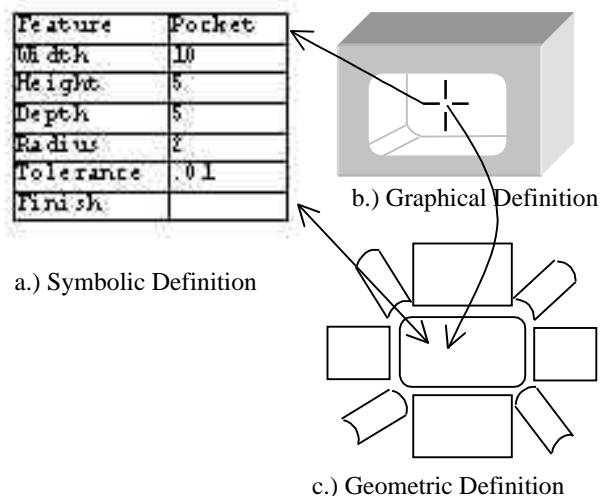 Feature Pocket
Width 10
Height 5
Depth 5
Radius 2
Tolerance .01
Finish
a.) Symbolic Definition
b.) Graphical Definition
c.) Geometric Definition